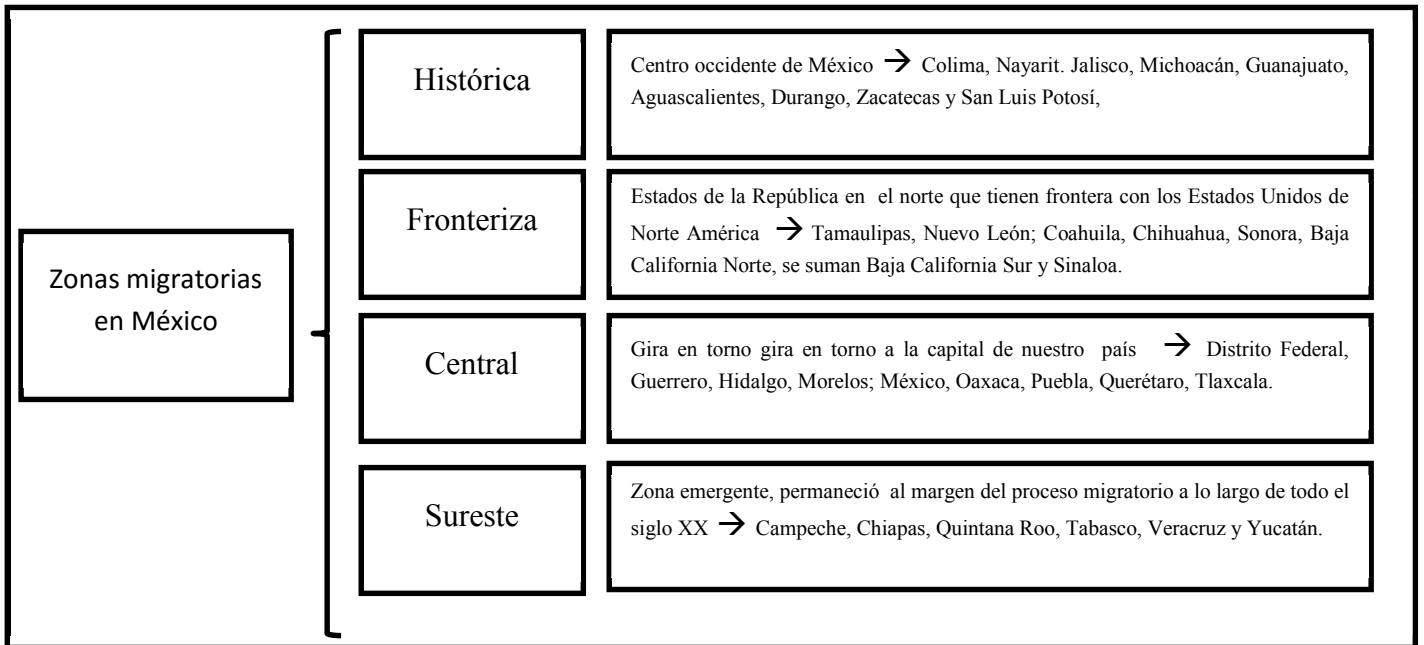 Zonas migratorias
en México
Histórica
Centro occidente de México → Colima, Nayarit. Jalisco, Michoacán, Guanajuato,
Aguascalientes, Durango, Zacatecas y San Luis Potosí,
Fronteriza
Estados de la República en el norte que tienen frontera con los Estados Unidos de
Norte América → Tamaulipas, Nuevo León; Coahuila, Chihuahua, Sonora, Baja
California Norte, se suman Baja California Sur y Sinaloa.
Central
Gira en torno gira en torno a la capital de nuestro país → Distrito Federal,
Guerrero, Hidalgo, Morelos; México, Oaxaca, Puebla, Querétaro, Tlaxcala.
Sureste
Zona emergente, permaneció al margen del proceso migratorio a lo largo de todo el
siglo XX → Campeche, Chiapas, Quintana Roo, Tabasco, Veracruz y Yucatán.